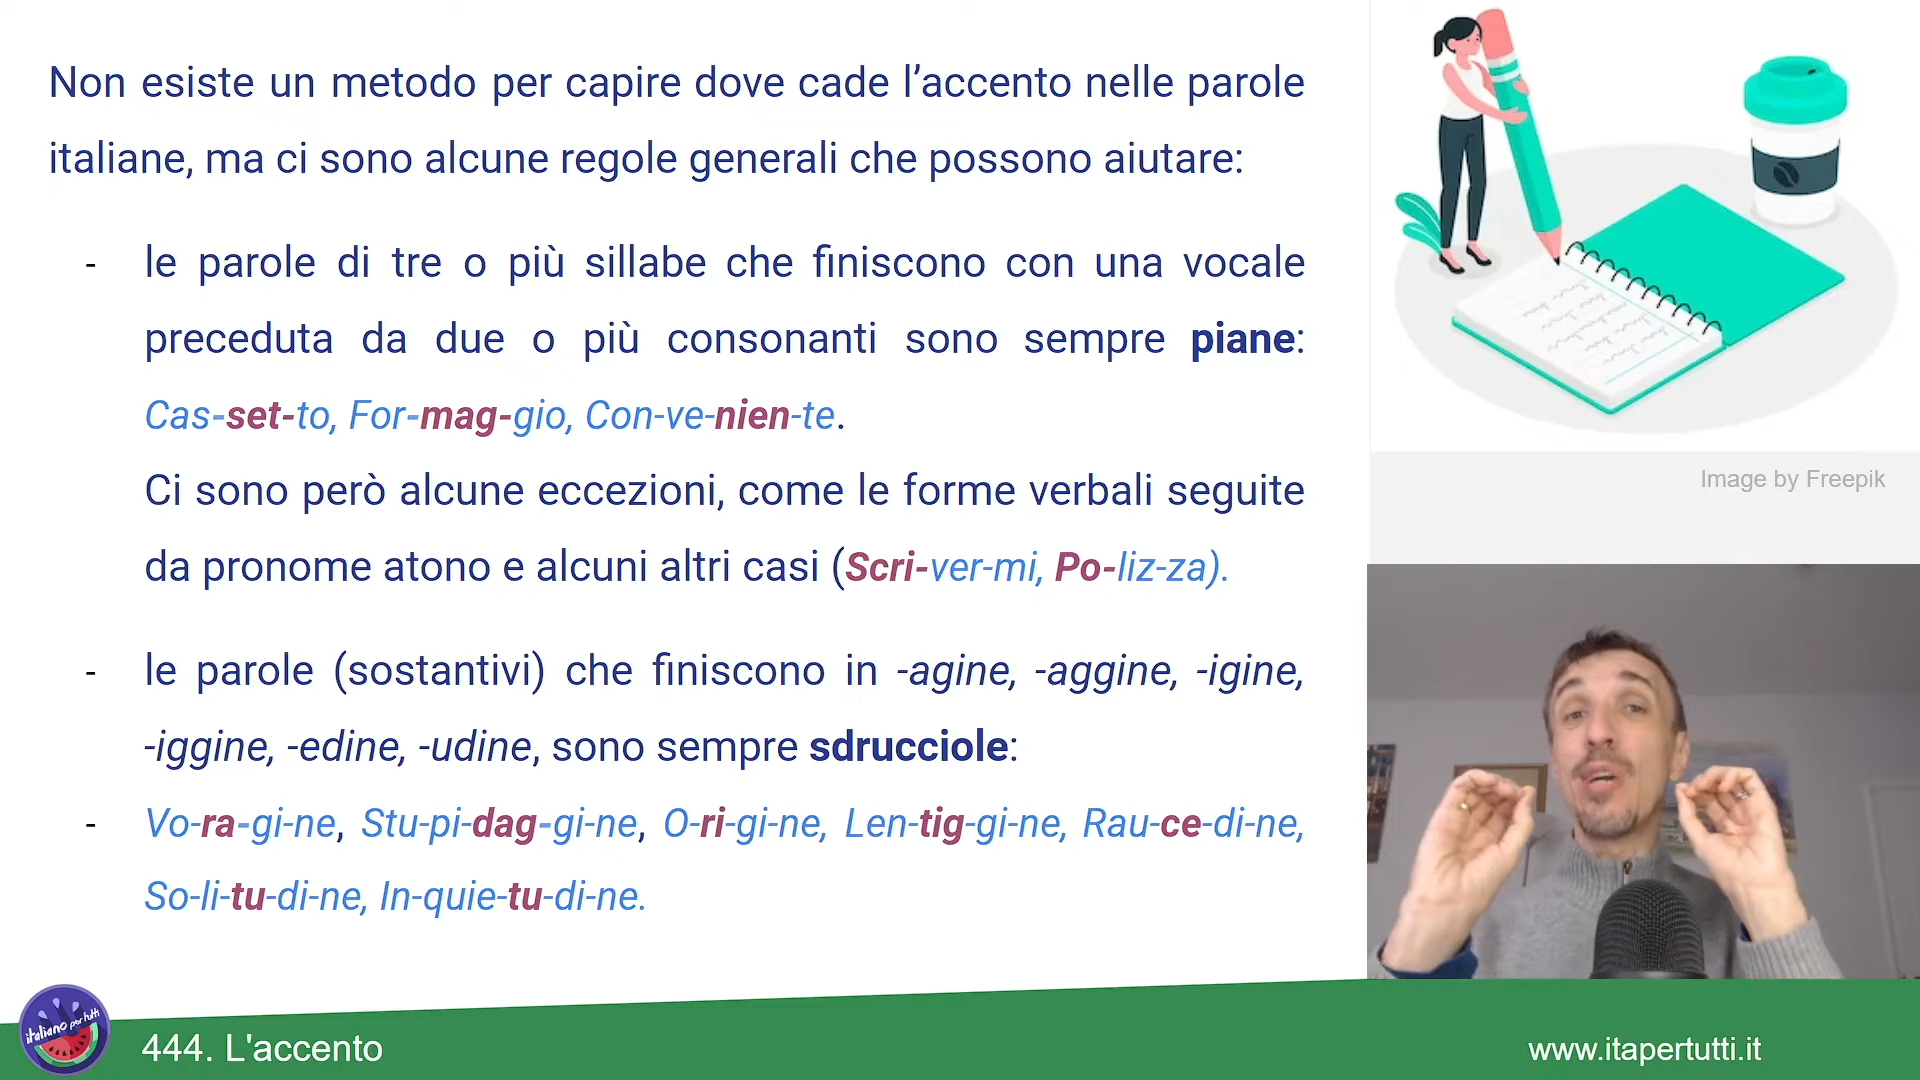 Non esiste un metodo per capire dove cade l’accento nelle parole
italiane, ma ci sono alcune regole generali che possono aiutare:
- le parole di tre o più sillabe che finiscono con una vocale
preceduta da due o più consonanti sono sempre piane:
Cas-set-to, For-mag-gio, Con-ve-nien-te.
Ci sono però alcune eccezioni, come le forme verbali seguite
da pronome atono e alcuni altri casi (Scri-ver-mi, Po-liz-za).
- le parole (sostantivi) che finiscono in -agine, -aggine, -igine,
-iggine, -edine, -udine, sono sempre sdrucciole:
- Vo-ra-gi-ne, Stu-pi-dag-gi-ne, O-ri-gi-ne, Len-tig-gi-ne, Rau-ce-di-ne,
So-li-tu-di-ne, In-quie-tu-di-ne.
Image by Freepik
italiano per tutti
444. L'accento
www.itapertutti.it